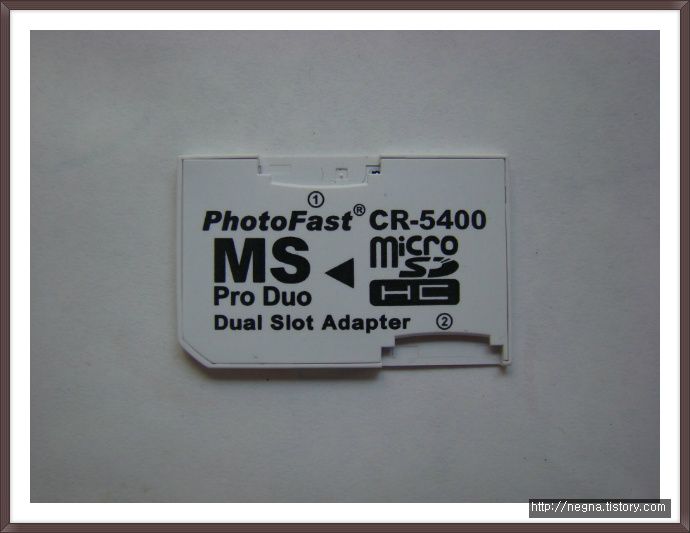 ①
PhotoFast® CR-5400
MS
Pro Duo
micro
SD
HC
Dual Slot Adapter ②
http://negna.tistory.com